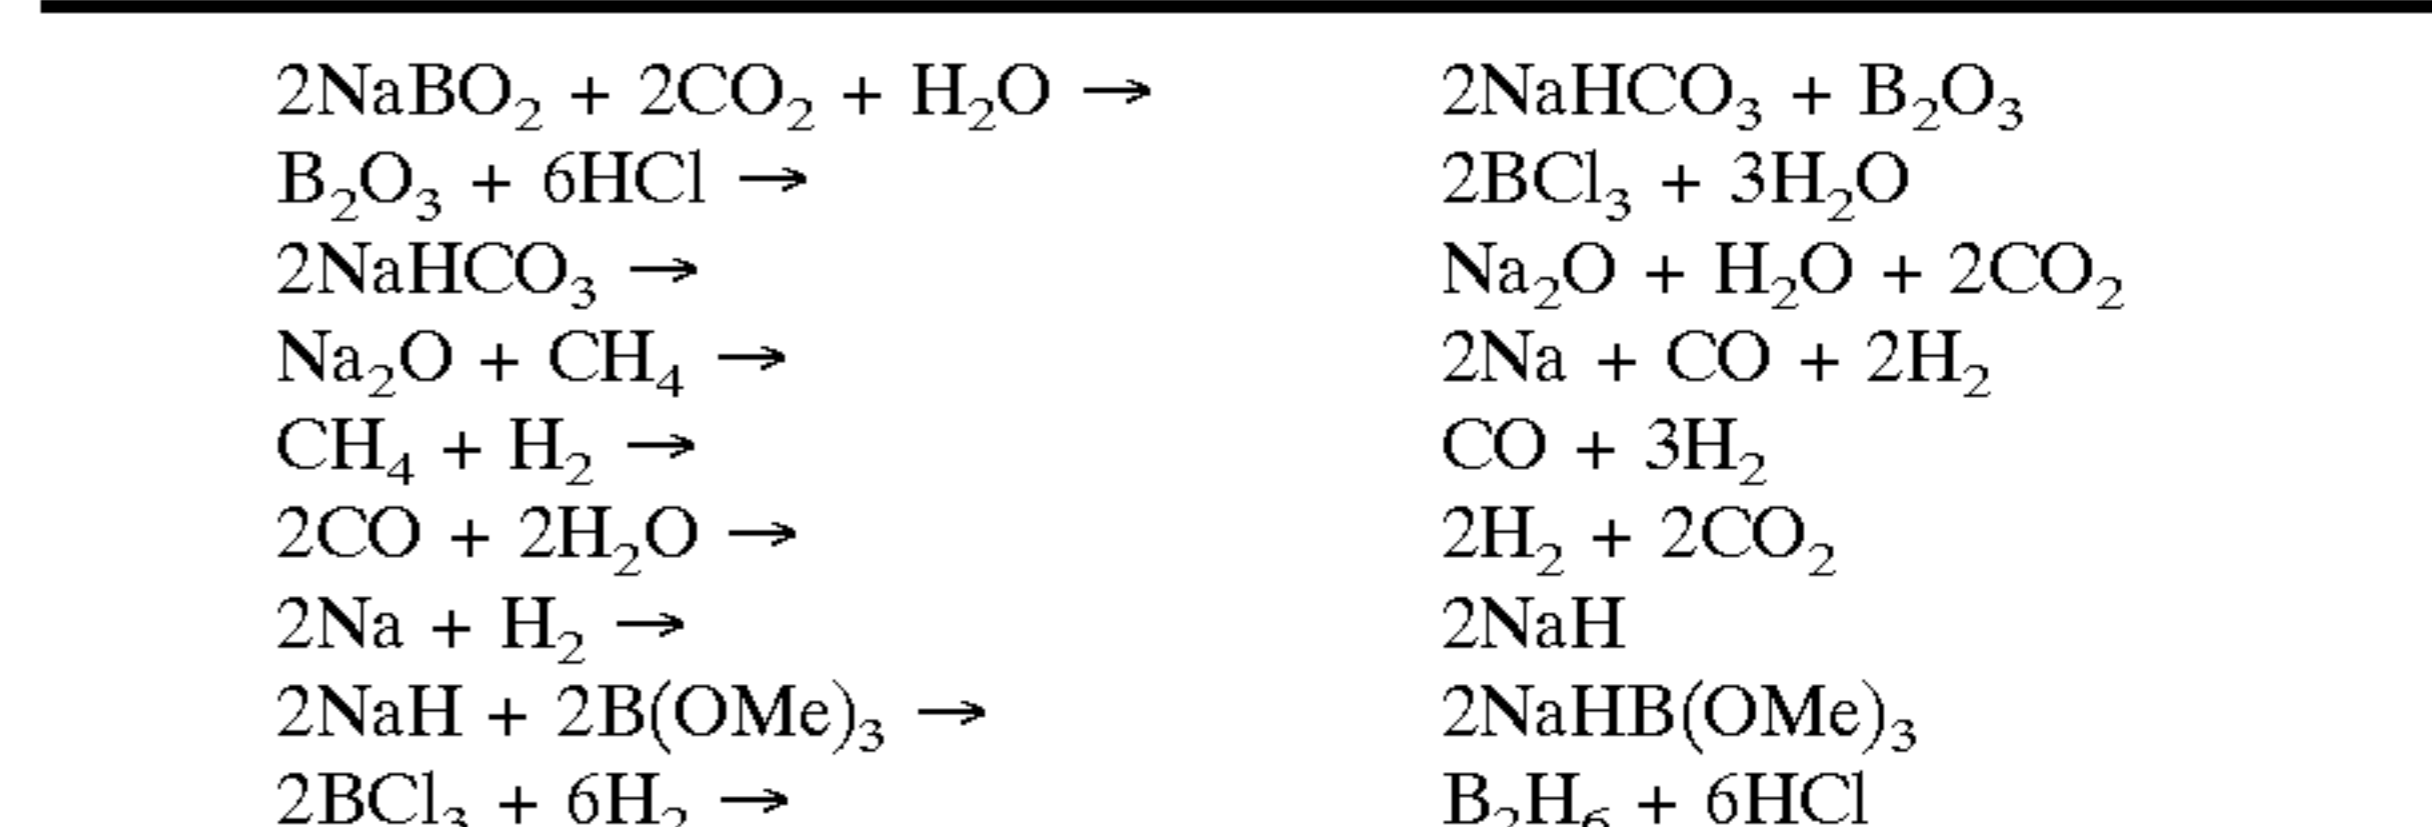 2NaBO₂ + 2CO₂ + H₂O → 2NaHCO₃ + B₂O₃
B₂O₃ + 6HCl → 2BCl₃ + 3H₂O
2NaHCO₃ → Na₂O + H₂O + 2CO₂
Na₂O + CH₄ → 2Na + CO + 2H₂
CH₄ + H₂ → CO + 3H₂
2CO + 2H₂O → 2H₂ + 2CO₂
2Na + H₂ → 2NaH
2NaH + 2B(OMe)₃ → 2NaHB(OMe)₃
2BCl₃ + 6H₂ → B₂H₆ + 6HCl